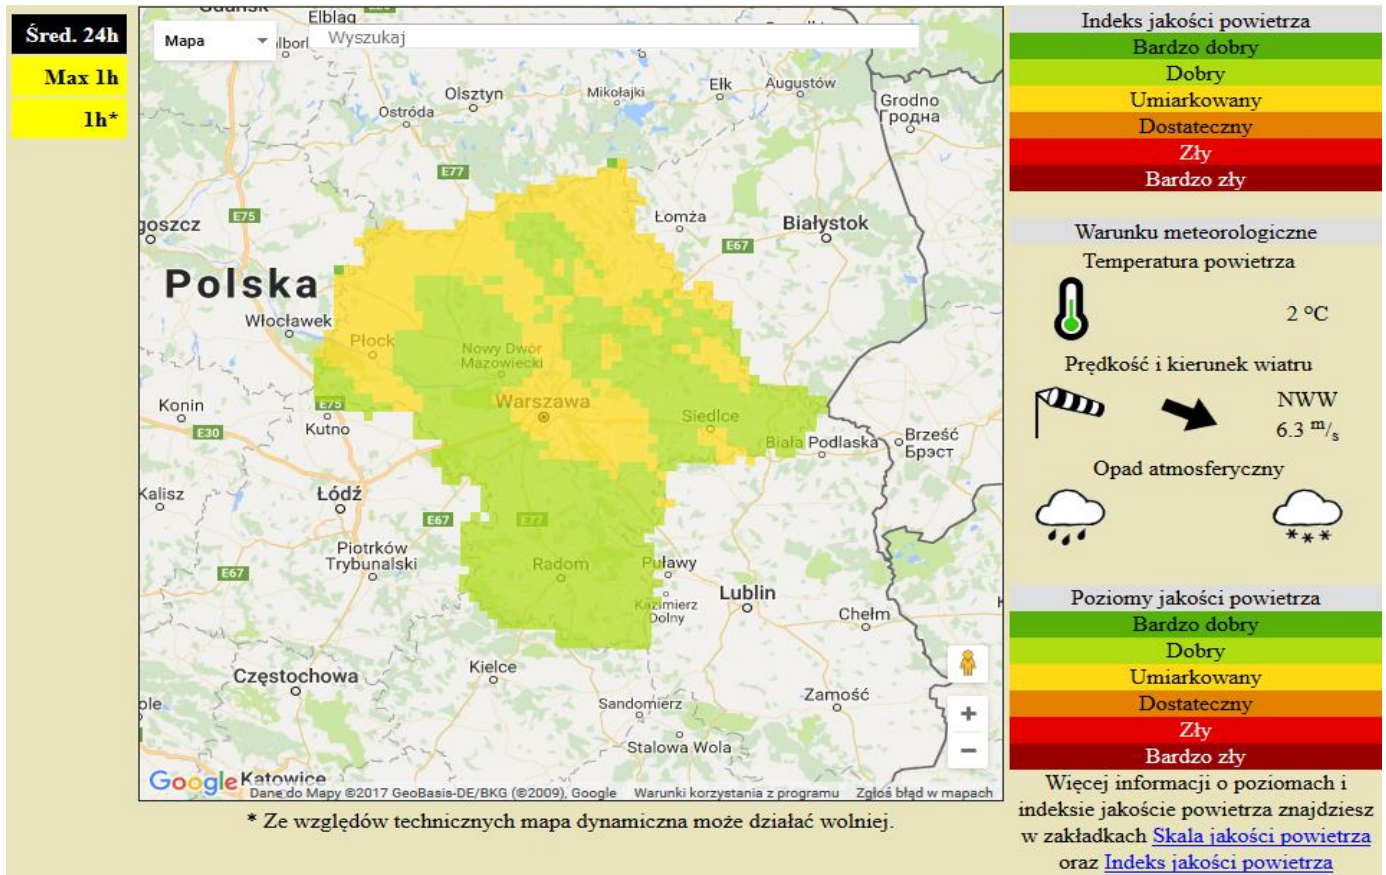 Śred. 24h
Max 1h
1h*
Mapa
Wyszukaj
Elbląg
Olsztyn
Mikołajki
Ełk
Augustów
Ostróda
Grodno
Гродна
E77
goszcz
E75
Łomża
Białystok
E67
Polska
Włocławek
Płock
Nowy Dwór
Mazowiecki
Konin
E75
Warszawa
Siedlce
E30
Kutno
Biała Podlaska
Brześć
Брэст
Kalisz
Łódź
E67
E77
Piotrków
Trybunalski
E67
Radom
Puławy
Lublin
Kazimierz
Dolny
Chełm
Kielce
Częstochowa
Sandomierz
Zamość
Stalowa Wola
Google
Katowice
Dane do Mapy ©2017 GeoBasis-DE/BKG (©2009), Google Warunki korzystania z programu Zgłoś błąd w mapach
* Ze względów technicznych mapa dynamiczna może działać wolniej.
Indeks jakości powietrza
Bardzo dobry
Dobry
Umiarkowany
Dostateczny
Zły
Bardzo zły
Warunku meteorologiczne
Temperatura powietrza
2 °C
Prędkość i kierunek wiatru
NWW
6.3 m/s
Opad atmosferyczny
Poziomy jakości powietrza
Bardzo dobry
Dobry
Umiarkowany
Dostateczny
Zły
Bardzo zły
Więcej informacji o poziomach i
indeksie jakoście powietrza znajdziesz
w zakładkach Skala jakości powietrza
oraz Indeks jakości powietrza